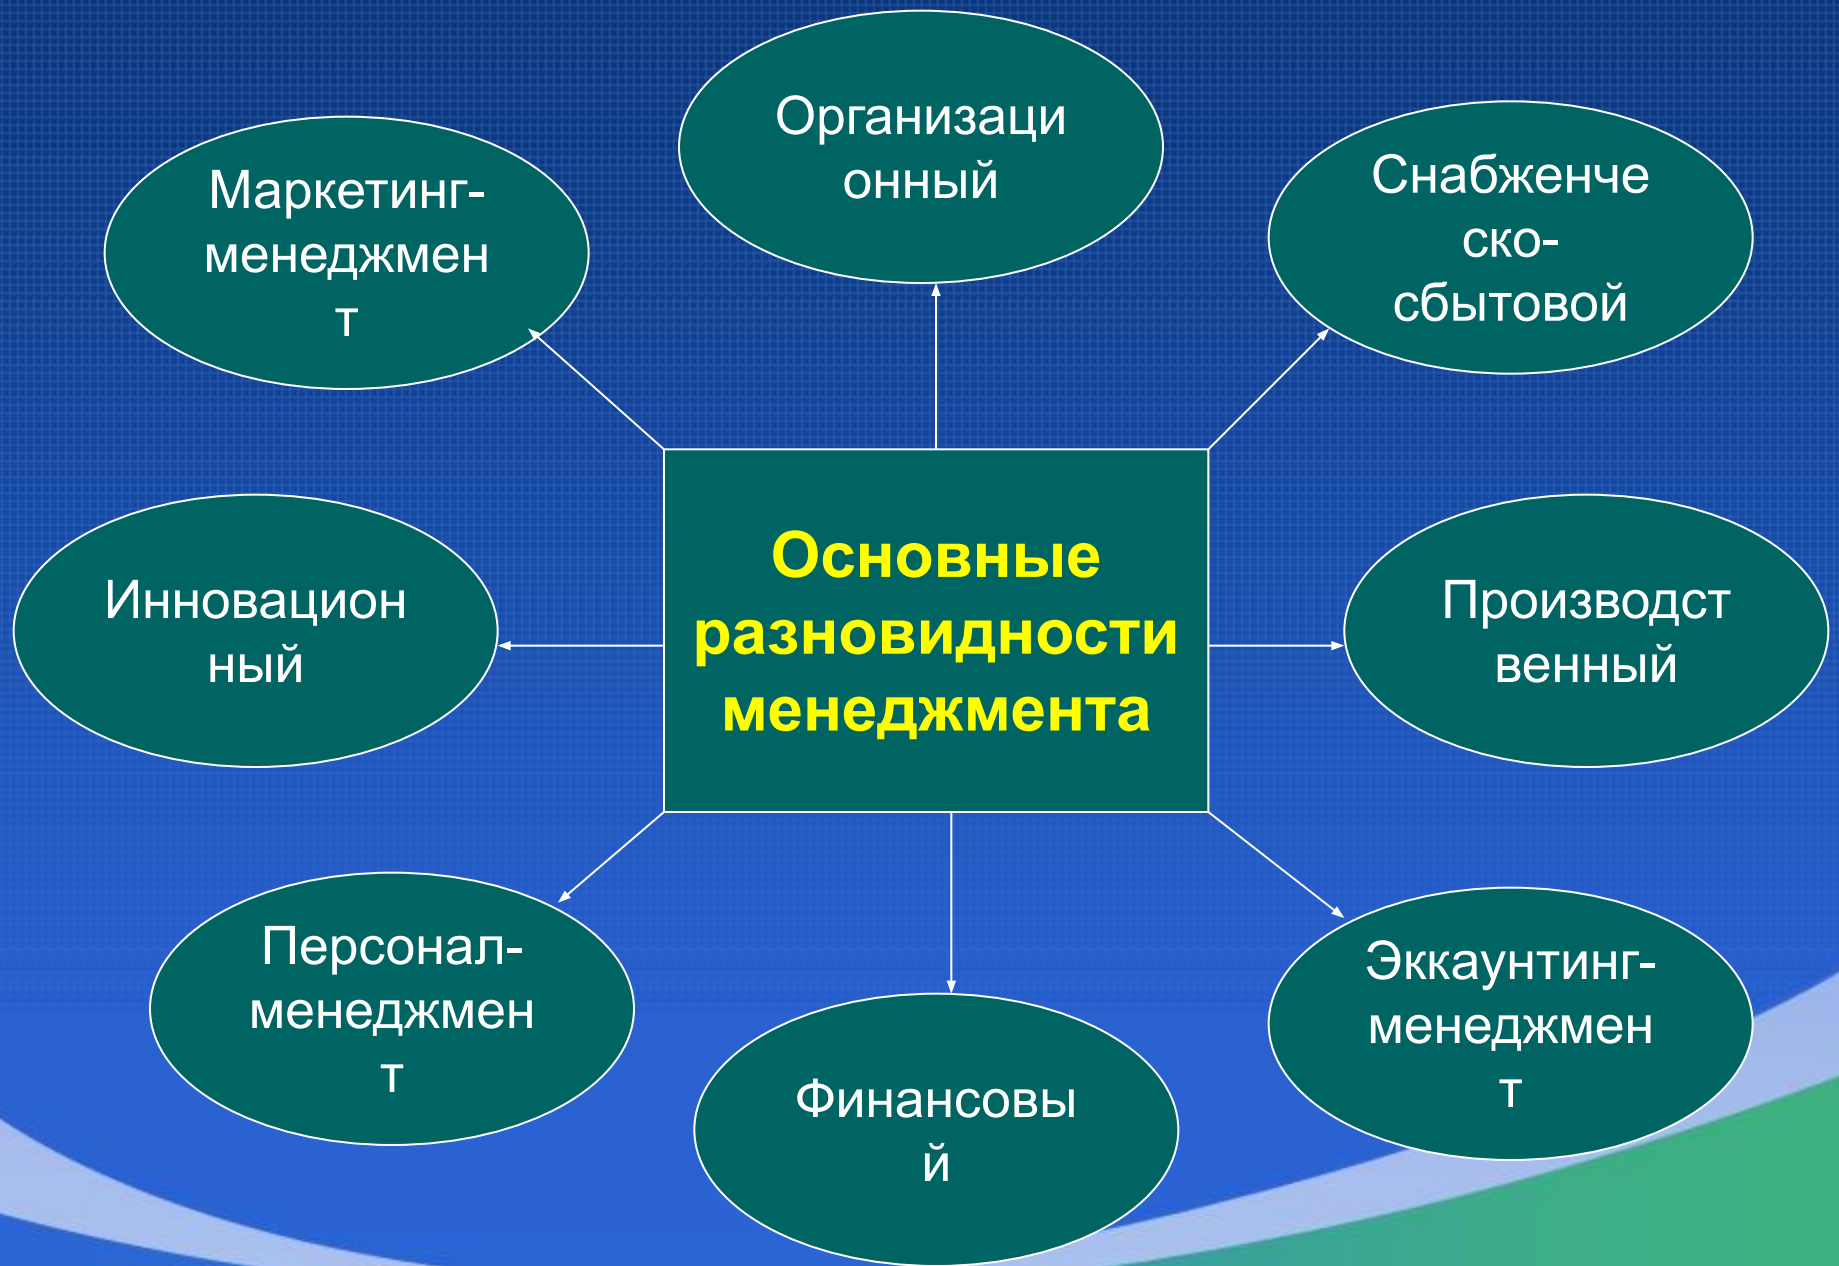 Организаци
онный
Маркетинг-
менеджмен
т
Снабженче
ско-
сбытовой
Инновацион
ный
Основные
разновидности
менеджмента
Производст
венный
Персонал-
менеджмен
т
Финансовы
й
Эккаунтинг-
менеджмен
т